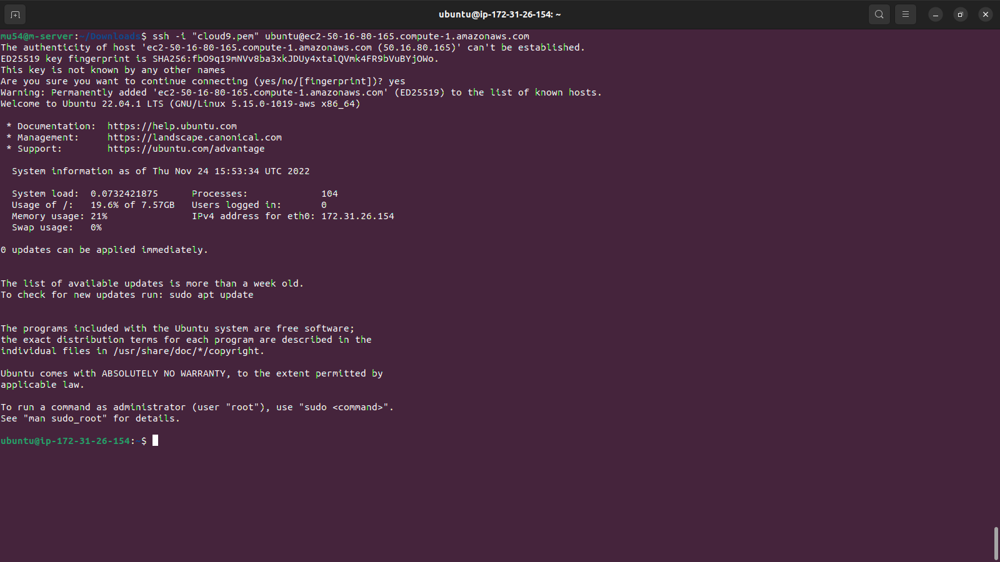 ubuntu@ip-172-31-26-154: ~
mu54@m-server:~/Downloads$ ssh -i "cloud9.pem" ubuntu@ec2-50-16-80-165.compute-1.amazonaws.com
The authenticity of host 'ec2-50-16-80-165.compute-1.amazonaws.com (50.16.80.165)' can't be established.
ED25519 key fingerprint is SHA256:fbO9q19mNVv8ba3xkJDUy4xtalQVmk4FR9bVuBYjOWo.
This key is not known by any other names
Are you sure you want to continue connecting (yes/no/[fingerprint])? yes
Warning: Permanently added 'ec2-50-16-80-165.compute-1.amazonaws.com' (ED25519) to the list of known hosts.
Welcome to Ubuntu 22.04.1 LTS (GNU/Linux 5.15.0-1019-aws x86_64)

 * Documentation:  https://help.ubuntu.com
 * Management:     https://landscape.canonical.com
 * Support:        https://ubuntu.com/advantage

  System information as of Thu Nov 24 15:53:34 UTC 2022

  System load:  0.0732421875      Processes:             104
  Usage of /:   19.6% of 7.57GB   Users logged in:       0
  Memory usage: 21%               IPv4 address for eth0: 172.31.26.154
  Swap usage:   0%

0 updates can be applied immediately.

The list of available updates is more than a week old.
To check for new updates run: sudo apt update

The programs included with the Ubuntu system are free software;
the exact distribution terms for each program are described in the
individual files in /usr/share/doc/*/copyright.

Ubuntu comes with ABSOLUTELY NO WARRANTY, to the extent permitted by
applicable law.

To run a command as administrator (user "root"), use "sudo <command>".
See "man sudo_root" for details.

ubuntu@ip-172-31-26-154:~$